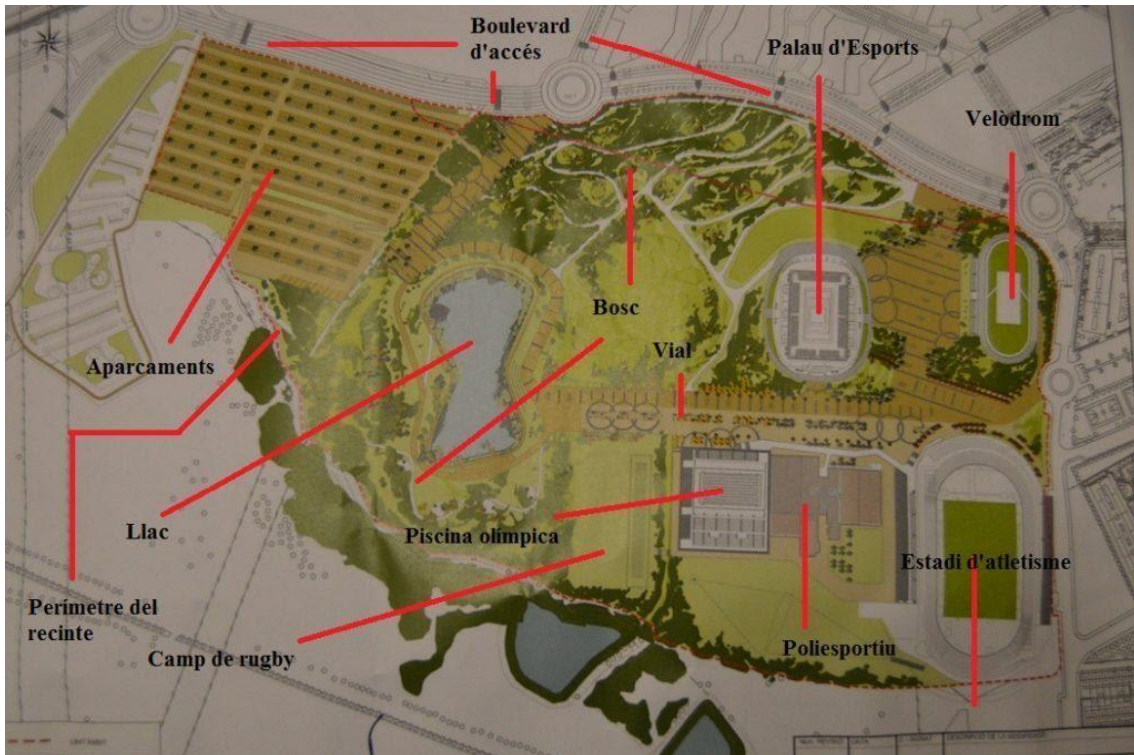 Boulevard
d'accés
Palau d'Esports
Velòdrom
Bosc
Vial
Aparcaments
Llac
Piscina olímpica
Estadi d'atletisme
Perímetre del
recinte
Camp de rugby
Poliesportiu